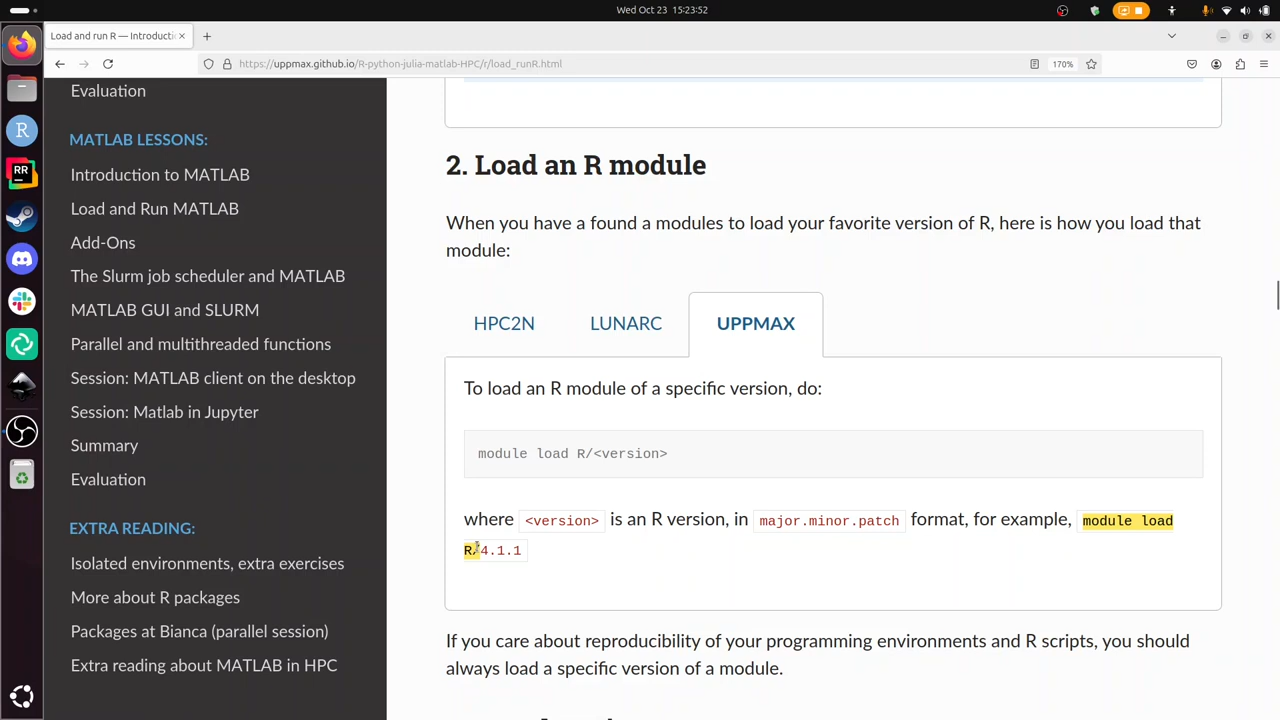 Wed Oct 23 15:23:52
Load and run R — Introducti
https://uppmax.github.io/R-python-julia-matlab-HPC/r/load_runR.html
170%
Evaluation
MATLAB LESSONS:
Introduction to MATLAB
Load and Run MATLAB
Add-Ons
The Slurm job scheduler and MATLAB
MATLAB GUI and SLURM
Parallel and multithreaded functions
Session: MATLAB client on the desktop
Session: Matlab in Jupyter
Summary
Evaluation
EXTRA READING:
Isolated environments, extra exercises
More about R packages
Packages at Bianca (parallel session)
Extra reading about MATLAB in HPC
2. Load an R module
When you have a found a modules to load your favorite version of R, here is how you load that
module:
HPC2N LUNARC UPPMAX
To load an R module of a specific version, do:
module load R/<version>
where <version> is an R version, in major.minor.patch format, for example, module load
R/4.1.1
If you care about reproducibility of your programming environments and R scripts, you should
always load a specific version of a module.